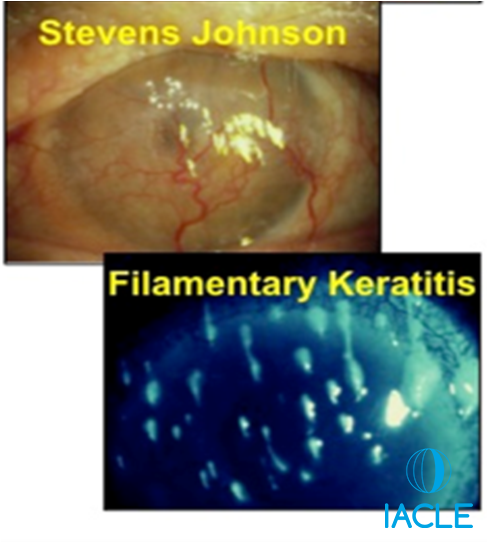 Stevens Johnson
Filamentary Keratitis
IACLE